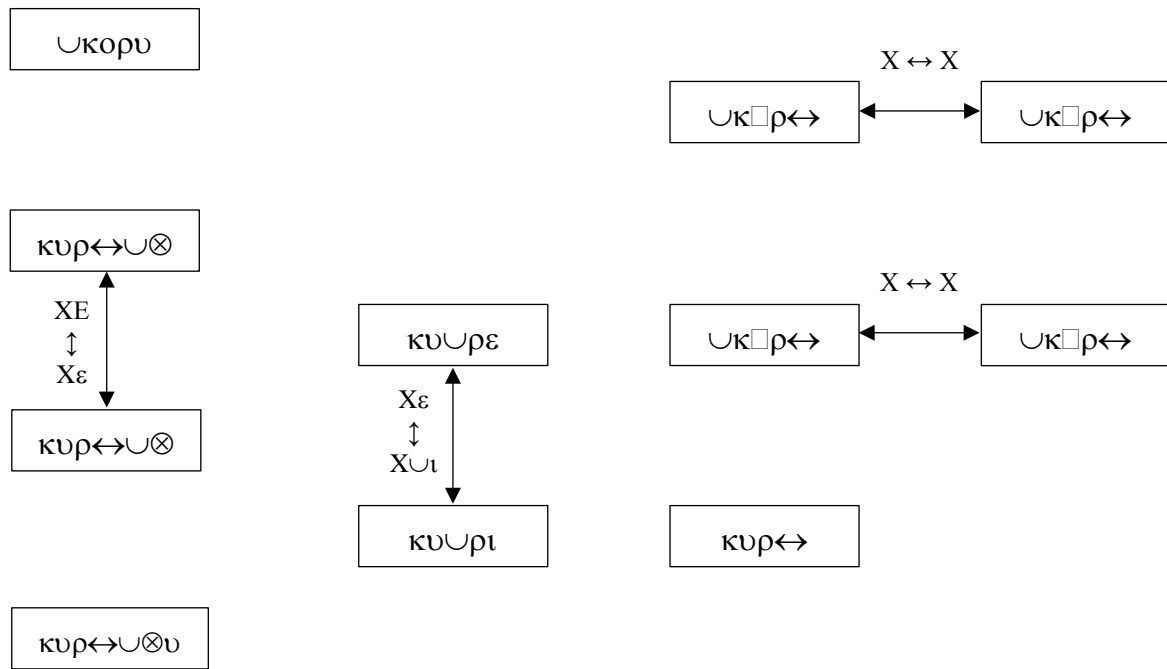 ∪κορυ
X ↔ X
∪κ□ρ↔
∪κ□ρ↔
κυρ↔∪⊗
XE
↕
Xε
κυρ↔∪⊗
X ↔ X
κυ∪ρε
∪κ□ρ↔
∪κ□ρ↔
Xε
↕
X∪ι
κυ∪ρι
κυρ↔
κυρ↔∪⊗υ